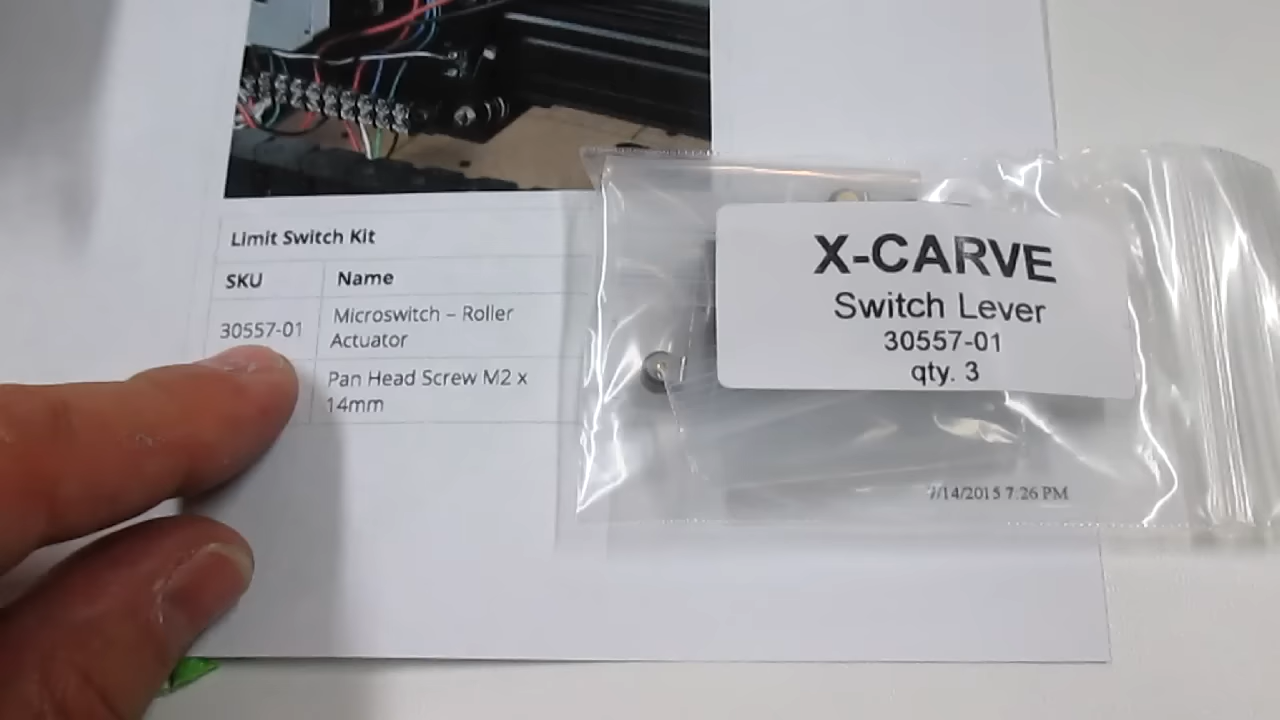 Limit Switch Kit
SKU
Name
30557-01
Microswitch – Roller
Actuator
Pan Head Screw M2 x
14mm
X-CARVE
Switch Lever
30557-01
qty. 3
/14/2015 7:26 PM